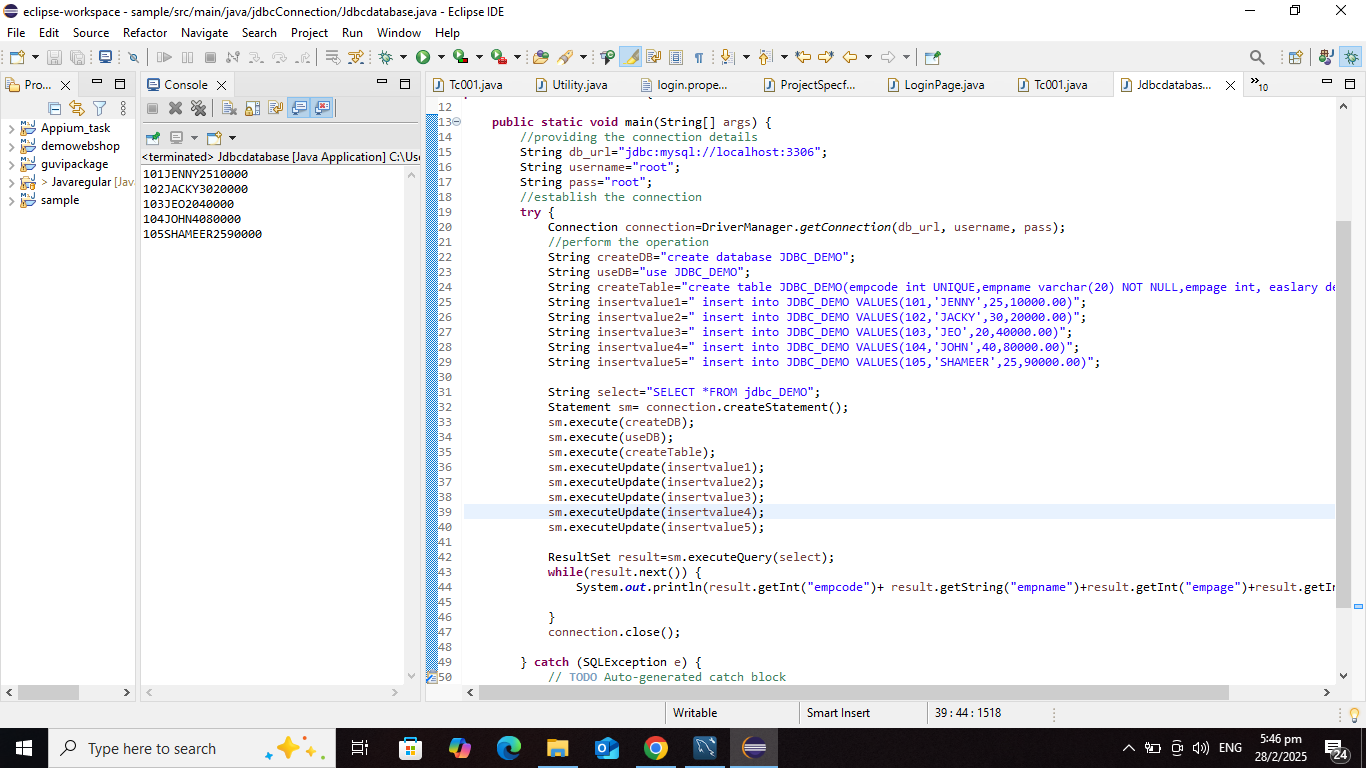 eclipse-workspace - sample/src/main/java/jdbcConnection/Jdbcdatabase.java - Eclipse IDE
File Edit Source Refactor Navigate Search Project Run Window Help
Pro...
Appium_task
demowebshop
guvipackage
> Javaregular [Jav
sample
Console
<terminated> Jdbcdatabase [Java Application] C:\Use
101JENNY2510000
102JACKY3020000
103JEO2040000
104JOHN4080000
105SHAMEER2590000
Tc001.java Utility.java login.prope... ProjectSpecf... LoginPage.java Tc001.java Jdbcdatabas... »10
12
13 public static void main(String[] args) {
14 //providing the connection details
15 String db_url="jdbc:mysql://localhost:3306";
16 String username="root";
17 String pass="root";
18 //establish the connection
19 try {
20 Connection connection=DriverManager.getConnection(db_url, username, pass);
21 //perform the operation
22 String createDB="create database JDBC_DEMO";
23 String useDB="use JDBC_DEMO";
24 String createTable="create table JDBC_DEMO(empcode int UNIQUE,empname varchar(20) NOT NULL,empage int, easlary de
25 String insertvalue1=" insert into JDBC_DEMO VALUES(101,'JENNY',25,10000.00)";
26 String insertvalue2=" insert into JDBC_DEMO VALUES(102,'JACKY',30,20000.00)";
27 String insertvalue3=" insert into JDBC_DEMO VALUES(103,'JEO',20,40000.00)";
28 String insertvalue4=" insert into JDBC_DEMO VALUES(104,'JOHN',40,80000.00)";
29 String insertvalue5=" insert into JDBC_DEMO VALUES(105,'SHAMEER',25,90000.00)";
30
31 String select="SELECT *FROM jdbc_DEMO";
32 Statement sm= connection.createStatement();
33 sm.execute(createDB);
34 sm.execute(useDB);
35 sm.execute(createTable);
36 sm.executeUpdate(insertvalue1);
37 sm.executeUpdate(insertvalue2);
38 sm.executeUpdate(insertvalue3);
39 sm.executeUpdate(insertvalue4);
40 sm.executeUpdate(insertvalue5);
41
42 ResultSet result=sm.executeQuery(select);
43 while(result.next()) {
44 System.out.println(result.getInt("empcode")+ result.getString("empname")+result.getInt("empage")+result.getIn
45
46 }
47 connection.close();
48
49 } catch (SQLException e) {
50 // TODO Auto-generated catch block
Writable Smart Insert 39 : 44 : 1518
Type here to search
ENG
5:46 pm
28/2/2025
24